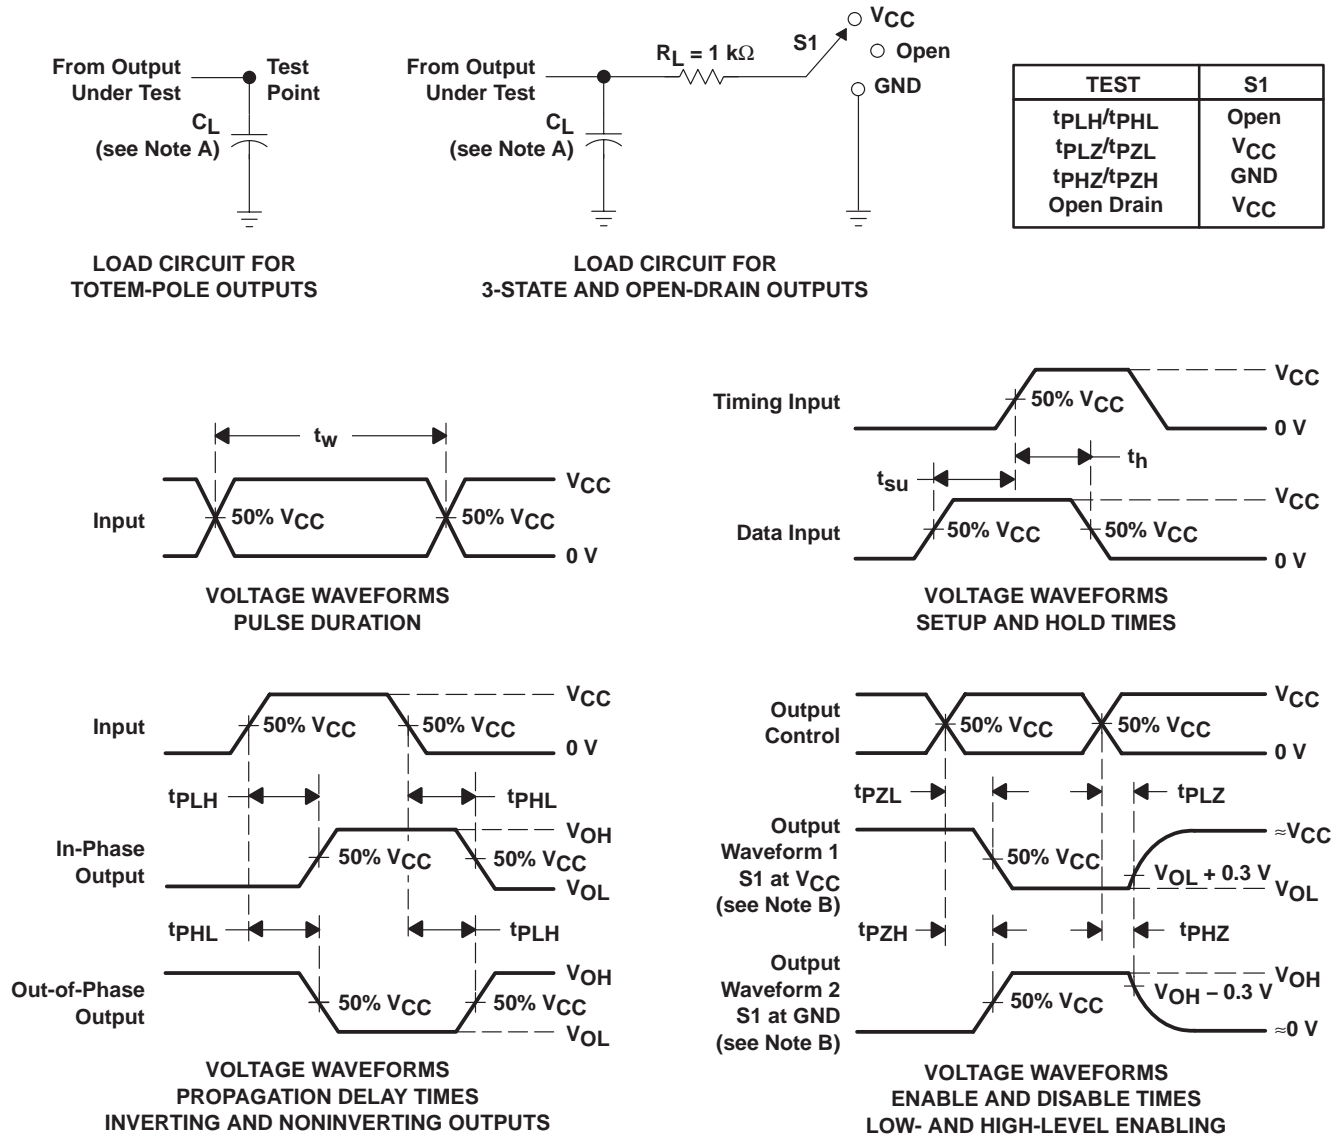 From Output
Under Test
Test
Point
CL
(see Note A)
LOAD CIRCUIT FOR
TOTEM-POLE OUTPUTS
From Output
Under Test
CL
(see Note A)
RL = 1 kΩ
S1
VCC
Open
GND
LOAD CIRCUIT FOR
3-STATE AND OPEN-DRAIN OUTPUTS
TEST S1
tPLH/tPHL Open
tPLZ/tPZL VCC
tPHZ/tPZH GND
Open Drain VCC
tw
Input
50% VCC
50% VCC
VCC
0 V
VOLTAGE WAVEFORMS
PULSE DURATION
Timing Input
50% VCC
VCC
0 V
tsu
th
Data Input
50% VCC
50% VCC
VCC
0 V
VOLTAGE WAVEFORMS
SETUP AND HOLD TIMES
Input
50% VCC
50% VCC
VCC
0 V
tPLH
tPHL
In-Phase
Output
50% VCC
50% VCC
VOH
VOL
tPHL
tPLH
Out-of-Phase
Output
50% VCC
50% VCC
VOH
VOL
VOLTAGE WAVEFORMS
PROPAGATION DELAY TIMES
INVERTING AND NONINVERTING OUTPUTS
Output
Control
50% VCC
50% VCC
VCC
0 V
tPZL
tPLZ
Output
Waveform 1
S1 at VCC
(see Note B)
50% VCC
VOL + 0.3 V
≈VCC
VOL
tPZH
tPHZ
Output
Waveform 2
S1 at GND
(see Note B)
50% VCC
VOH – 0.3 V
VOH
≈0 V
VOLTAGE WAVEFORMS
ENABLE AND DISABLE TIMES
LOW- AND HIGH-LEVEL ENABLING